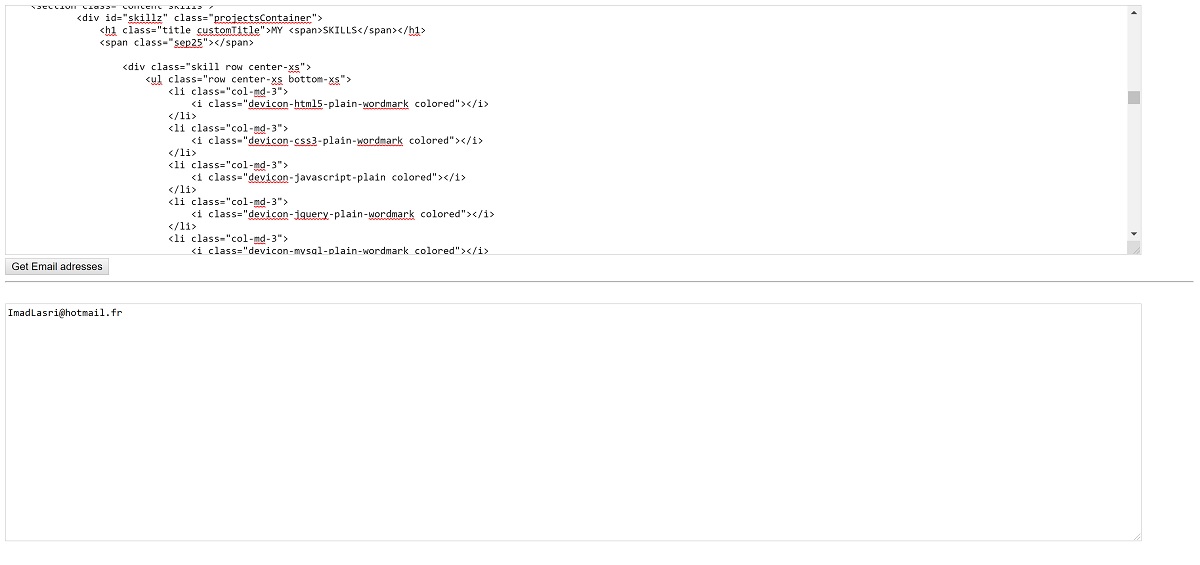 <section class="content skills">
<div id="skillz" class="projectsContainer">
<h1 class="title customTitle">MY <span>SKILLS</span></h1>
<span class="sep25"></span>
<div class="skill row center-xs">
<ul class="row center-xs bottom-xs">
<li class="col-md-3">
<i class="devicon-html5-plain-wordmark colored"></i>
</li>
<li class="col-md-3">
<i class="devicon-css3-plain-wordmark colored"></i>
</li>
<li class="col-md-3">
<i class="devicon-javascript-plain colored"></i>
</li>
<li class="col-md-3">
<i class="devicon-jquery-plain-wordmark colored"></i>
</li>
<li class="col-md-3">
<i class="devicon-mysql-plain-wordmark colored"></i>
Get Email adresses
ImadLasri@hotmail.fr